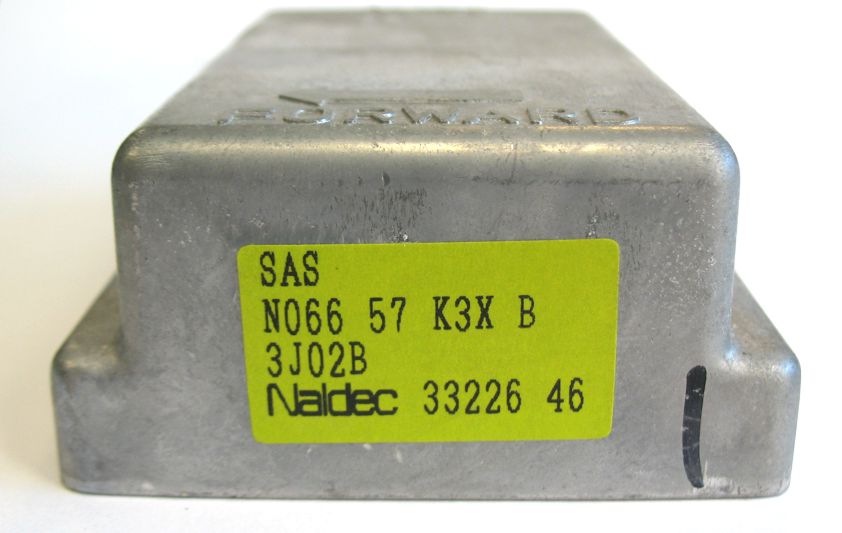 FORWARD
SAS
N066 57 K3X B
3J02B
Naldec 33226 46